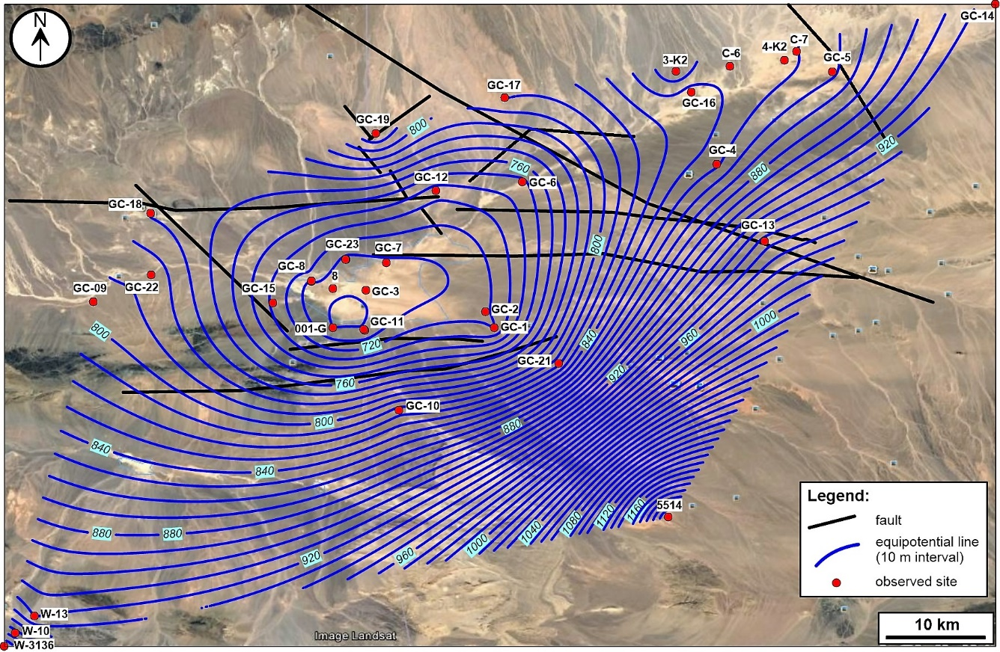 N
GC-14
C-7
4-K2
C-6
3-K2
GC-5
GC-17
GC-16
GC-19
800
920
GC-4
760
880
GC-12
GC-6
GC-18
GC-13
800
GC-23
GC-7
GC-8
8
GC-22
GC-09
GC-15
GC-3
GC-2
1000
800
001-G
GC-11
GC-1
960
840
720
GC-21
920
760
GC-10
800
880
840
840
5514
1160
1120
1080
1040
880
880
1000
920
960
Legend:
fault
equipotential line
(10 m interval)
observed site
W-13
10 km
W-10
Image Landsat
W-3136